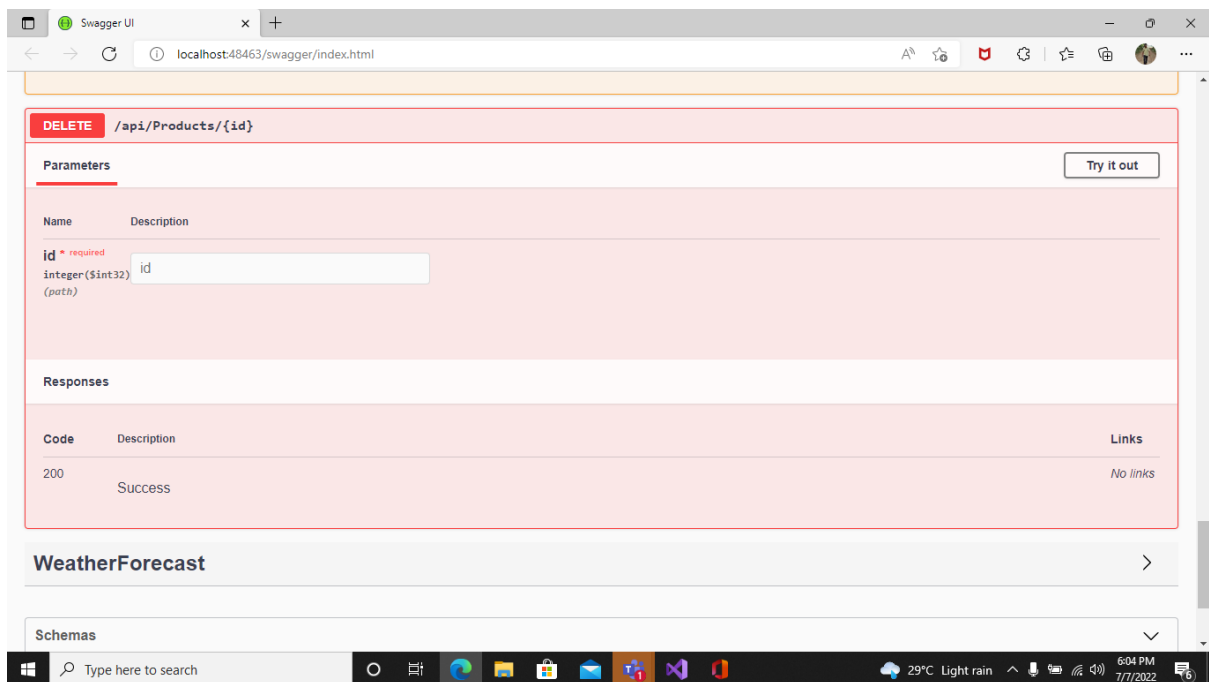 Swagger UI
localhost:48463/swagger/index.html
DELETE /api/Products/{id}
Parameters Try it out
Name Description
id * required
integer($int32) id
(path)
Responses
Code Description Links
200 Success No links
WeatherForecast
Schemas
Type here to search
29°C Light rain
6:04 PM
7/7/2022